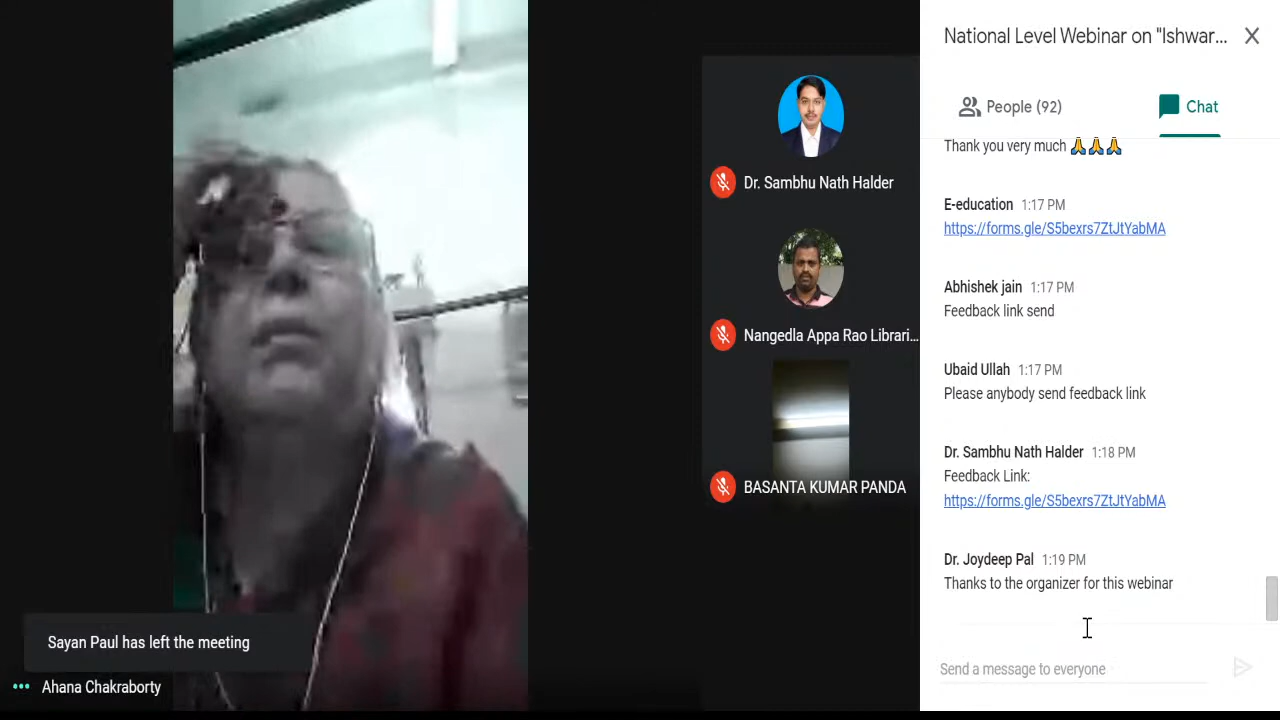 National Level Webinar on "Ishwar...
People (92)
Chat
Thank you very much 🙏🙏🙏
E-education 1:17 PM
https://forms.gle/S5bexrs7ZtJtYabMA
Abhishek jain 1:17 PM
Feedback link send
Ubaid Ullah 1:17 PM
Please anybody send feedback link
Dr. Sambhu Nath Halder 1:18 PM
Feedback Link:
https://forms.gle/S5bexrs7ZtJtYabMA
Dr. Joydeep Pal 1:19 PM
Thanks to the organizer for this webinar
Send a message to everyone
Dr. Sambhu Nath Halder
Nangedla Appa Rao Librari...
BASANTA KUMAR PANDA
Sayan Paul has left the meeting
Ahana Chakraborty